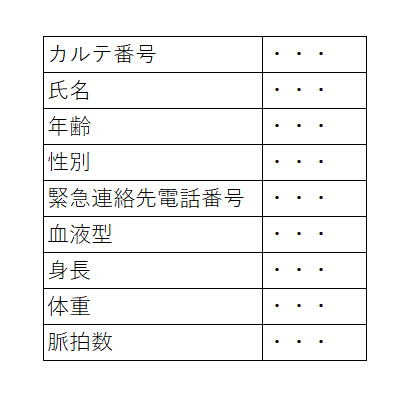 カルテ番号 ・・・
氏名 ・・・
年齢 ・・・
性別 ・・・
緊急連絡先電話番号 ・・・
血液型 ・・・
身長 ・・・
体重 ・・・
脈拍数 ・・・